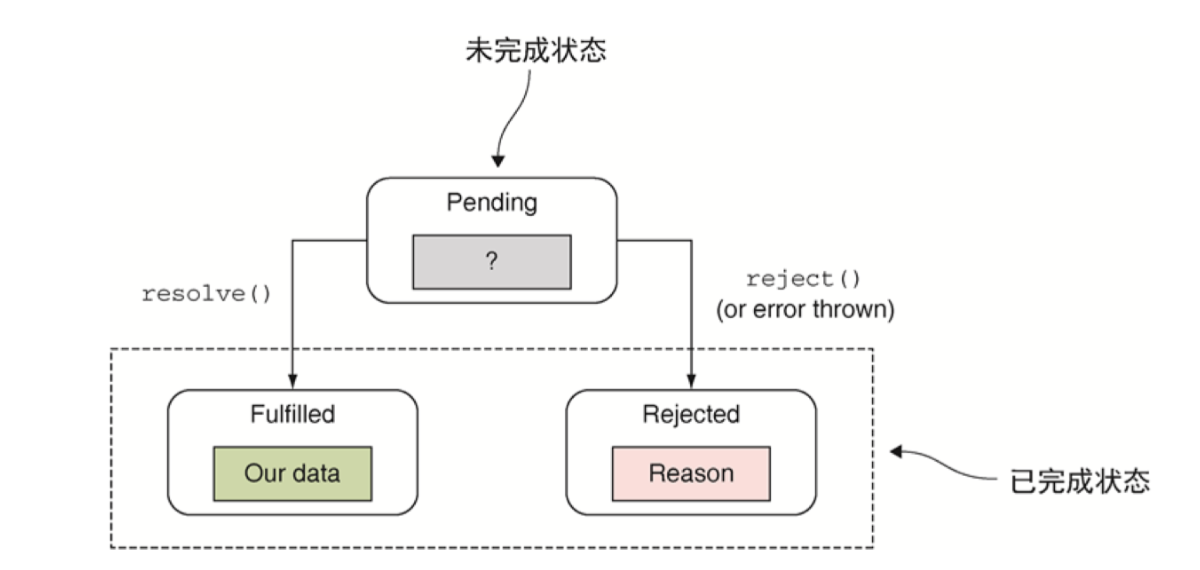 未完成状态
Pending
?
resolve()
reject()
(or error thrown)
Fulfilled
Our data
Rejected
Reason
已完成状态